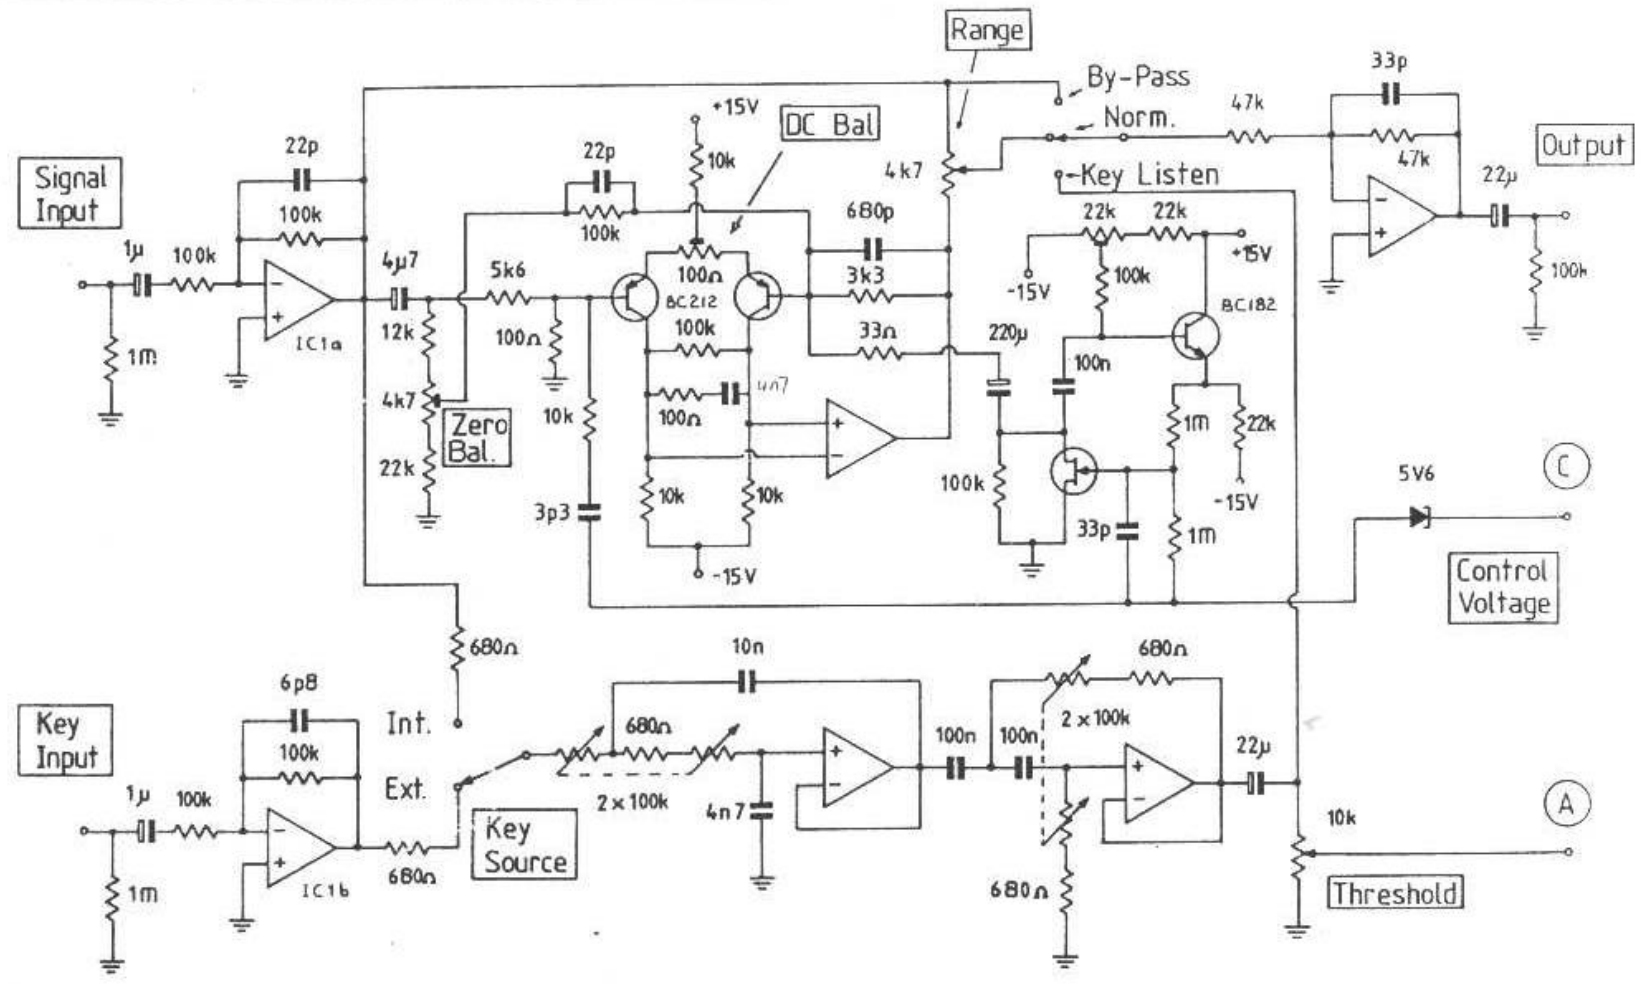 Range
By-Pass
33p
+15V
DC Bal
Norm.
47k
22p
22p
10k
4k7
47k
Output
Signal
Input
Key Listen
22µ
100k
100k
680p
22k
22k
+15V
1µ
100k
4µ7
5k6
100Ω
3k3
-15V
100k
100k
BC212
BC182
IC1a
12k
100Ω
100k
33Ω
220µ
100n
1M
4k7
4n7
Zero
Bal.
10k
100Ω
1M
22k
22k
3p3
10k
10k
100k
-15V
5V6
C
33p
1M
-15V
Control
Voltage
680Ω
10n
680Ω
6p8
Key
Input
Int.
680Ω
2 x 100k
100k
100n
100n
22µ
1µ
100k
Ext.
2 x 100k
4n7
10k
A
Key
Source
1M
IC1b
680Ω
680Ω
Threshold